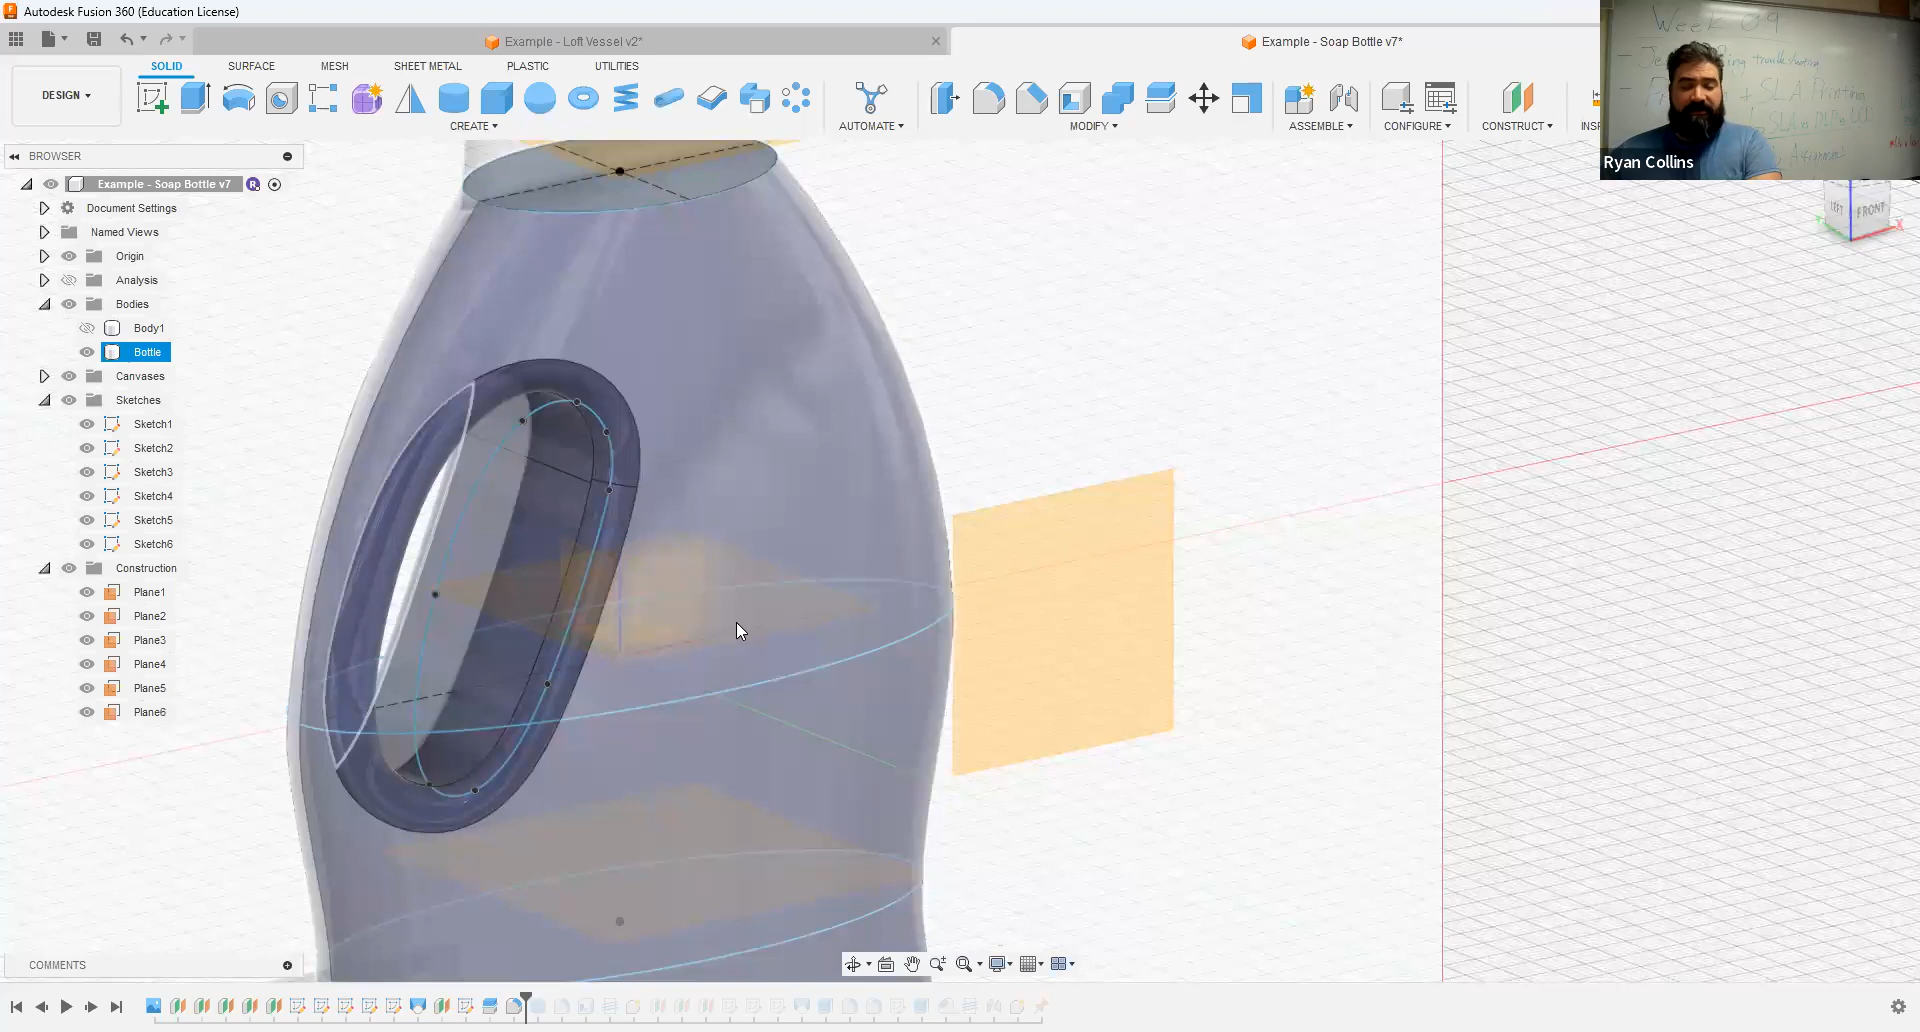 Autodesk Fusion 360 (Education License)
Example - Loft Vessel v2*
Example - Soap Bottle v7*
SOLID
SURFACE
MESH
SHEET METAL
PLASTIC
UTILITIES
DESIGN
CREATE
AUTOMATE
MODIFY
ASSEMBLE
CONFIGURE
CONSTRUCT
Week 09
SLA Printing
Ryan Collins
BROWSER
Example - Soap Bottle v7
Document Settings
Named Views
Origin
Analysis
Bodies
Body1
Bottle
Canvases
Sketches
Sketch1
Sketch2
Sketch3
Sketch4
Sketch5
Sketch6
Construction
Plane1
Plane2
Plane3
Plane4
Plane5
Plane6
LEFT
FRONT
X
COMMENTS